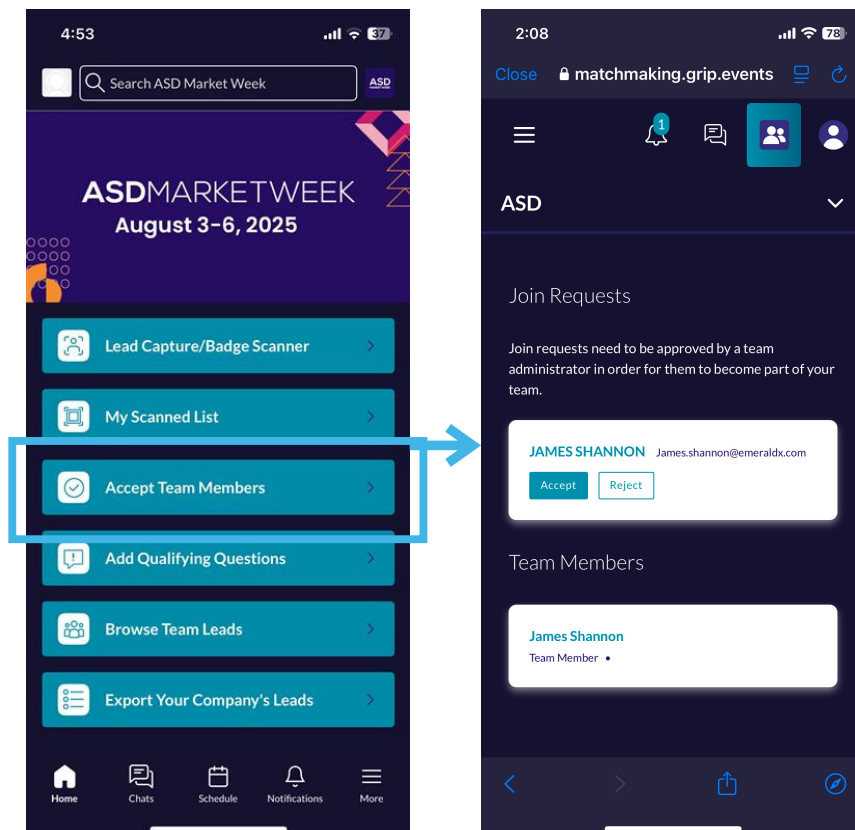 4:53
37
Search ASD Market Week
ASD
ASDMARKETWEEK
August 3-6, 2025
Lead Capture/Badge Scanner
My Scanned List
Accept Team Members
Add Qualifying Questions
Browse Team Leads
Export Your Company's Leads
Home Chats Schedule Notifications More
2:08
78
Close matchmaking.grip.events
1
ASD
Join Requests
Join requests need to be approved by a team
administrator in order for them to become part of your
team.
JAMES SHANNON James.shannon@emeraldx.com
Accept Reject
Team Members
James Shannon
Team Member •